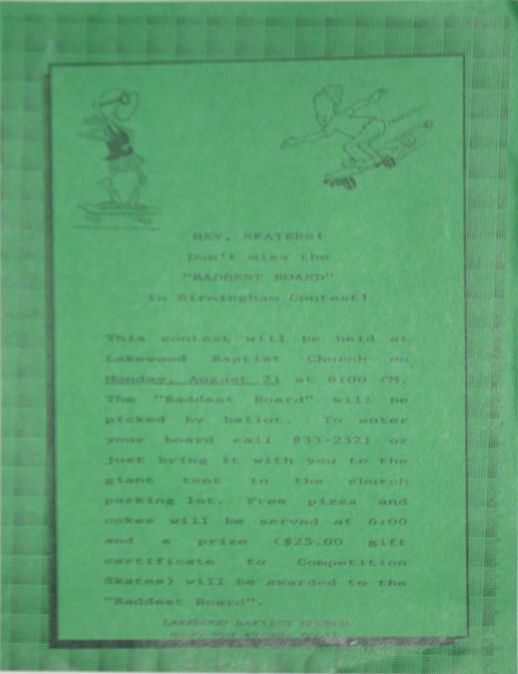 HEY, SKATERS!
Don't miss the
"BADDEST BOARD"
in Birmingham Contest!
This contest will be held at
Lakewood Baptist Church on
Monday, August 21 at 6:00 PM.
The "Baddest Board" will be
picked by ballot. To enter
your board call 833-2321 or
just bring it with you to the
giant tent in the church
parking lot. Free pizza and
cokes will be served at 6:00
and a prize ($25.00 gift
certificate to Competition
Skates) will be awarded to the
"Baddest Board".
LAKEWOOD BAPTIST CHURCH